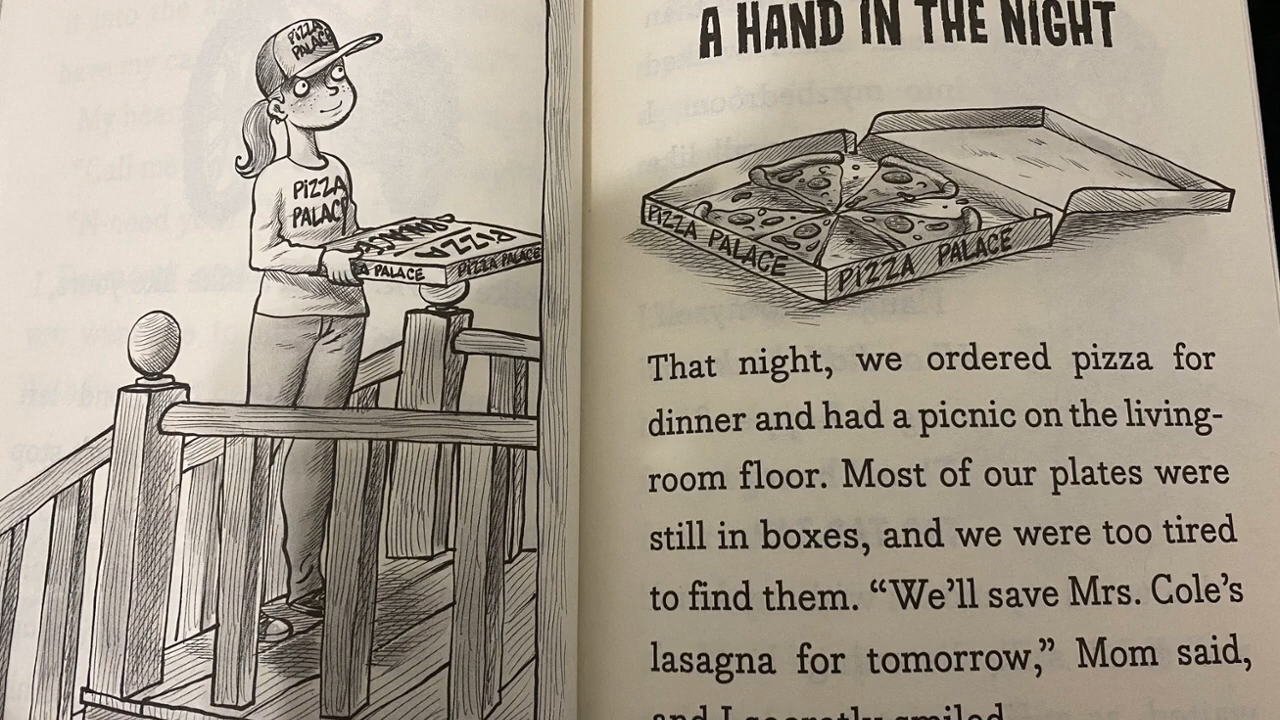 PIZZA
PALACE
PIZZA
PALACE
PIZZA
A PALACE
PIZZA PALACE
A HAND IN THE NIGHT
PIZZA PALACE
PIZZA PALACE
That night, we ordered pizza for
dinner and had a picnic on the living-
room floor. Most of our plates were
still in boxes, and we were too tired
to find them. “We’ll save Mrs. Cole’s
lasagna for tomorrow,” Mom said,
and I secretly smiled